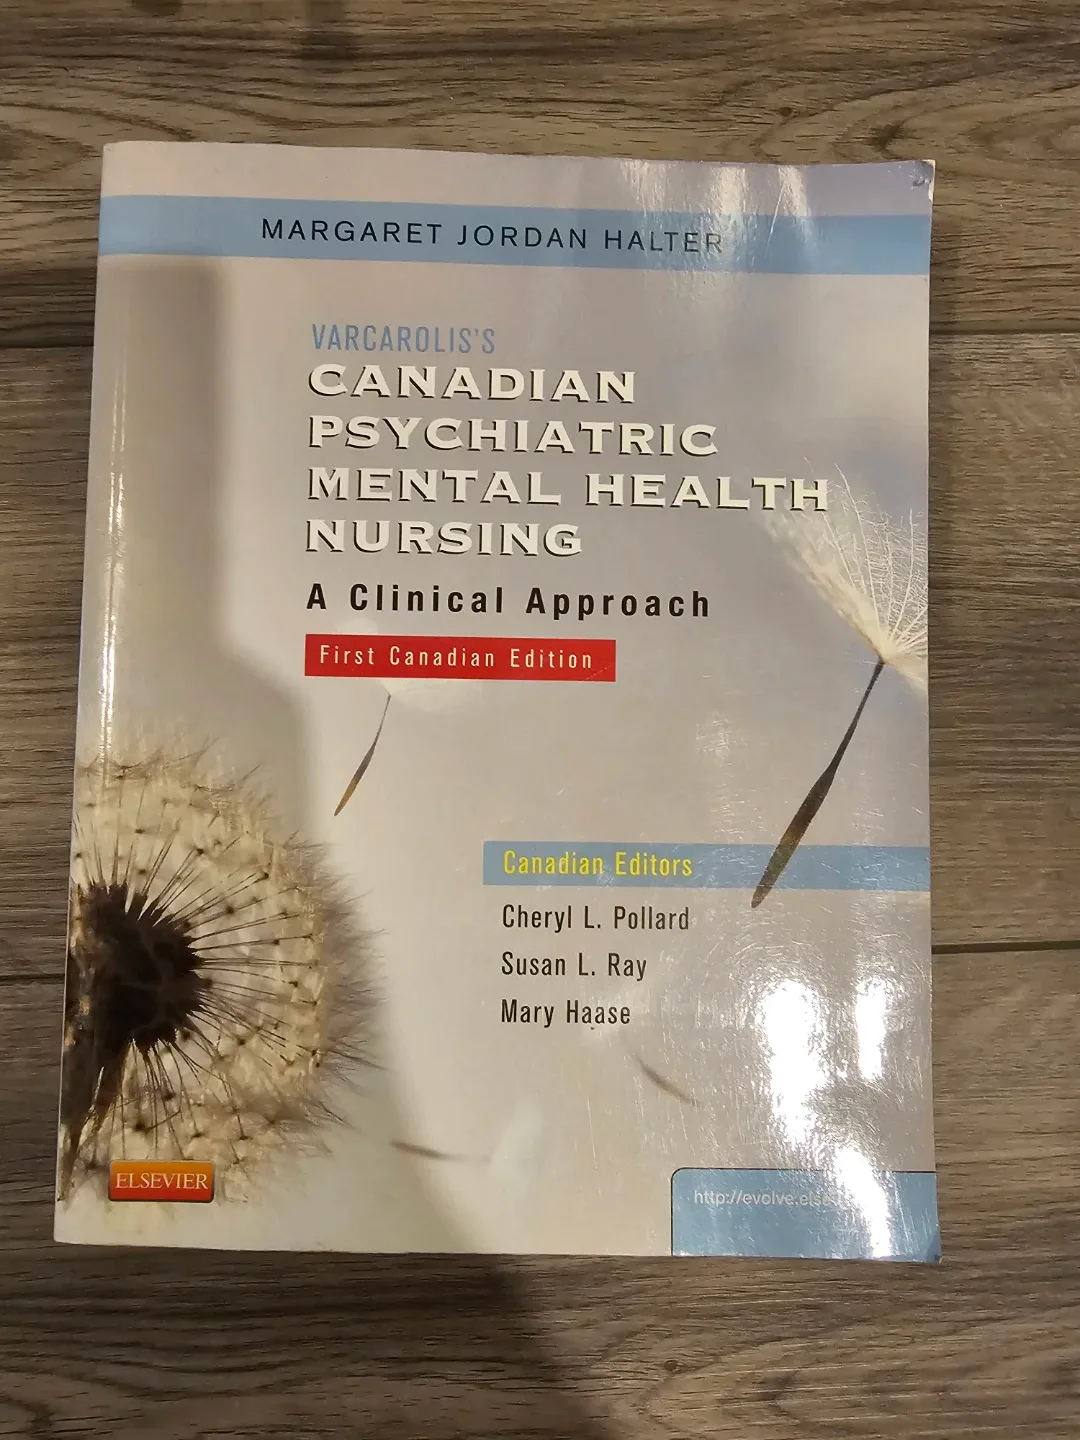 MARGARET JORDAN HALTER
VARCAROLIS'S
CANADIAN
PSYCHIATRIC
MENTAL HEALTH
NURSING
A Clinical Approach
First Canadian Edition
Canadian Editors
Cheryl L. Pollard
Susan L. Ray
Mary Haase
ELSEVIER